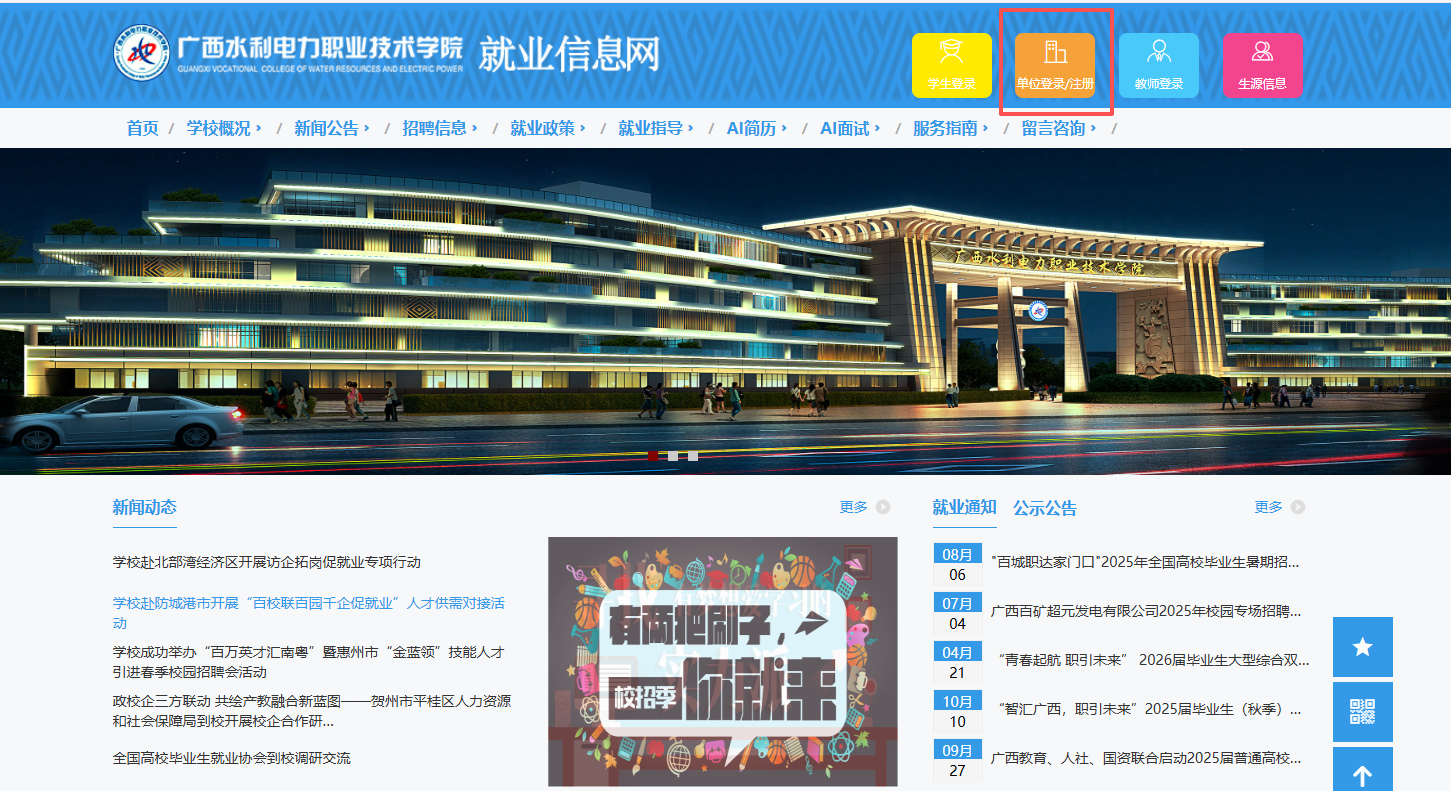 广西水利电力职业技术学院
GUANGXI VOCATIONAL COLLEGE OF WATER RESOURCES AND ELECTRIC POWER
就业信息网
学生登录
单位登录/注册
教师登录
生源信息
首页 / 学校概况 / 新闻公告 / 招聘信息 / 就业政策 / 就业指导 / AI简历 / AI面试 / 服务指南 / 留言咨询 /
广西水利电力职业技术学院
新闻动态
更多
学校赴北部湾经济区开展访企拓岗促就业专项行动
学校赴防城港市开展“百校联百园千企促就业”人才供需对接活
动
学校成功举办“百万英才汇南粤”暨惠州市“金蓝领”技能人才
引进春季校园招聘会活动
政校企三方联动 共绘产教融合新蓝图——贺州市平桂区人力资源
和社会保障局到校开展校企合作研...
全国高校毕业生就业协会到校调研研交流
有两把刷子，
校招季
你就来
就业通知 公示公告
更多
08月
06
"百城职达家门口"2025年全国高校毕业生暑期招...
07月
04
广西百矿超元发电有限公司2025年校园专场招聘...
04月
21
“青春起航 职引未来” 2026届毕业生大型综合双...
10月
10
“智汇广西，职引未来”2025届毕业生（秋季）...
09月
27
广西教育、人社、国资联合启动2025届普通高校...